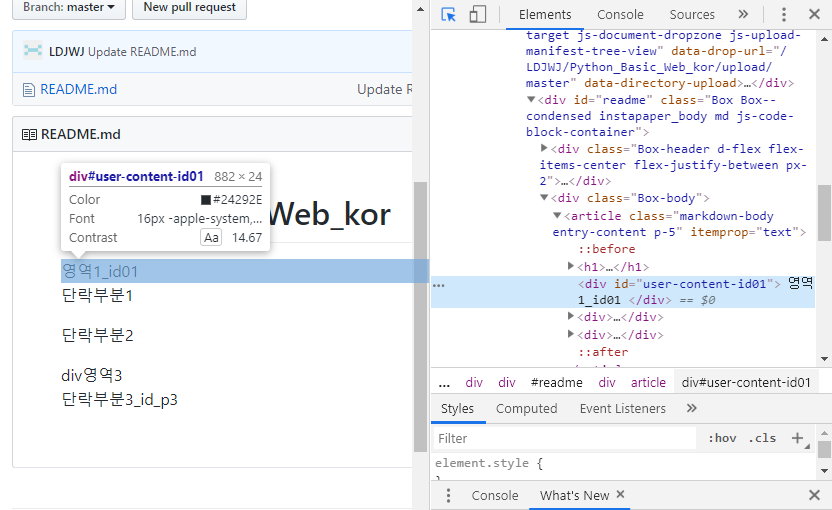 Branch: master
New pull request
LDJWJ Update README.md
README.md Update R
README.md
div#user-content-id01 882 × 24
Color #24292E
Font 16px -apple-system,...
Contrast Aa 14.67
Web_kor
영역1_id01
단락부분1
단락부분2
div영역3
단락부분3_id_p3
Elements Console Sources »
target js-document-dropzone js-upload-
manifest-tree-view" data-drop-url="/
LDJWJ/Python_Basic_Web_kor/upload/
master" data-directory-upload>…</div>
<div id="readme" class="Box Box--
condensed instapaper_body md js-code-
block-container">
<div class="Box-header d-flex flex-
items-center flex-justify-between px-
2">…</div>
<div class="Box-body">
<article class="markdown-body
entry-content p-5" itemprop="text">
::before
<h1>…</h1>
<div id="user-content-id01"> 영역
1_id01 </div> == $0
<div>…</div>
<div>…</div>
::after
... div div #readme div article div#user-content-id01
Styles Computed Event Listeners »
Filter :hov .cls +
element.style {
Console What's New ×